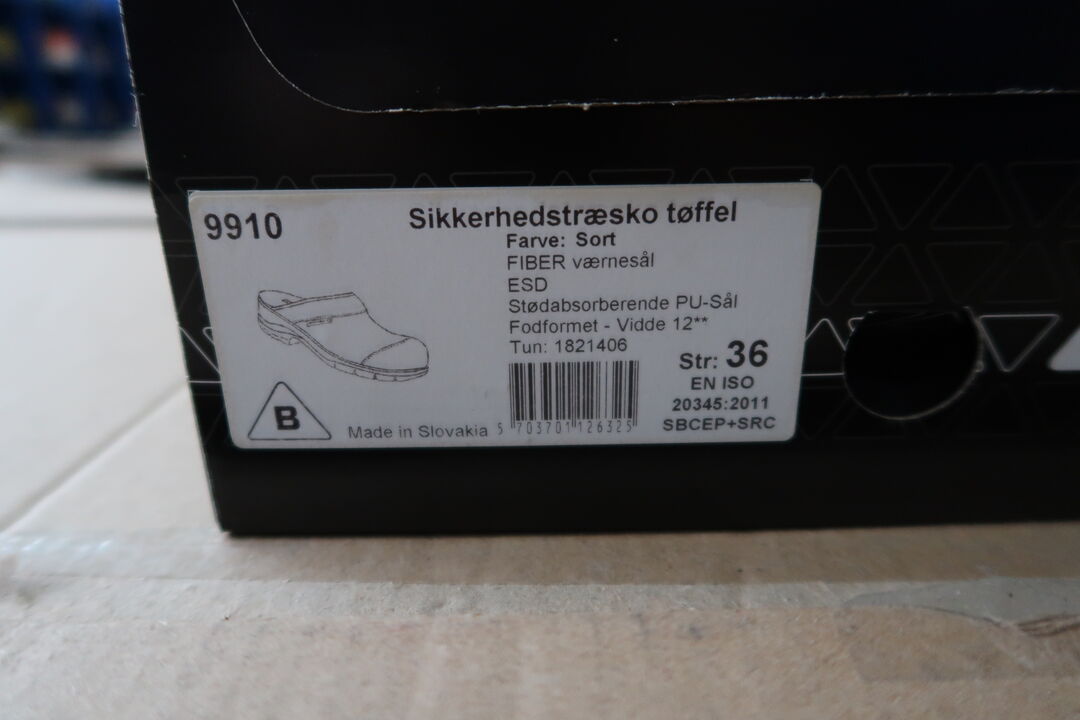 9910
Sikkerhedstræsko tøffel
Farve: Sort
FIBER værnesål
ESD
Stødabsorberende PU-Sål
Fodformet - Vidde 12**
Tun: 1821406
Str: 36
EN ISO
20345:2011
SBCEP+SRC
B
Made in Slovakia
5 703701 126325